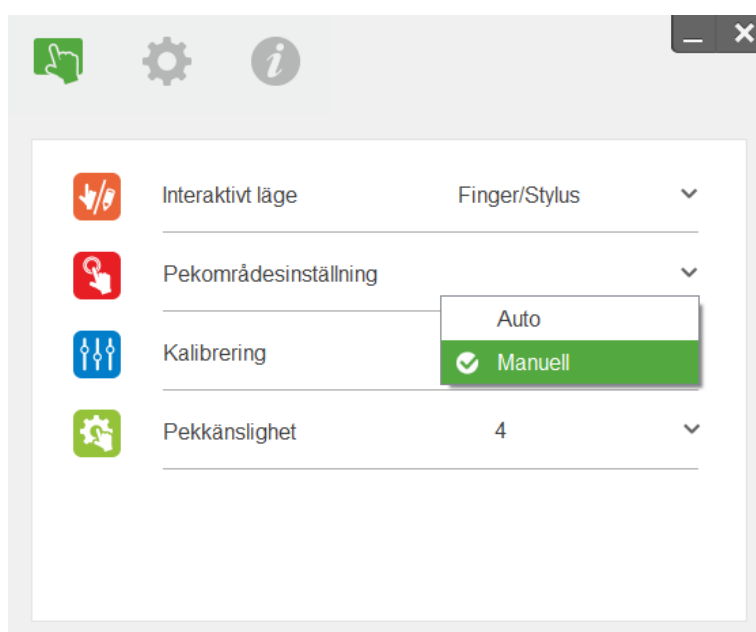 Interaktivt läge Finger/Stylus
Pekområdesinställning
Auto
Kalibrering
Manuell
Pekkänslighet 4